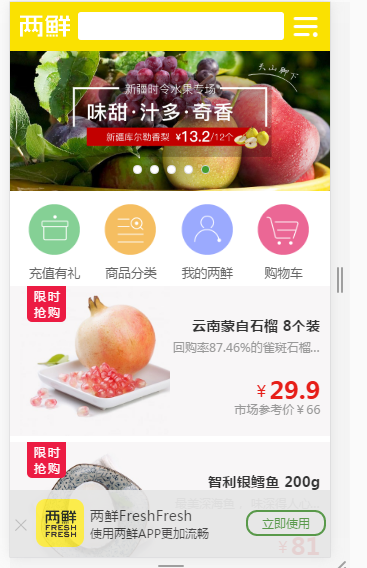 两鲜
天山脚下
新疆时令水果专场
味甜·汁多·奇香
新疆库尔勒香梨 ¥13.2/12个
充值有礼 商品分类 我的两鲜 购物车
限时
抢购
云南蒙自石榴 8个装
回购率87.46%的雀斑石榴...
¥29.9
市场参考价¥66
限时
抢购
智利银鳕鱼 200g
两鲜
FRESH
FRESH
两鲜FreshFresh
使用两鲜APP更加流畅
立即使用
¥81